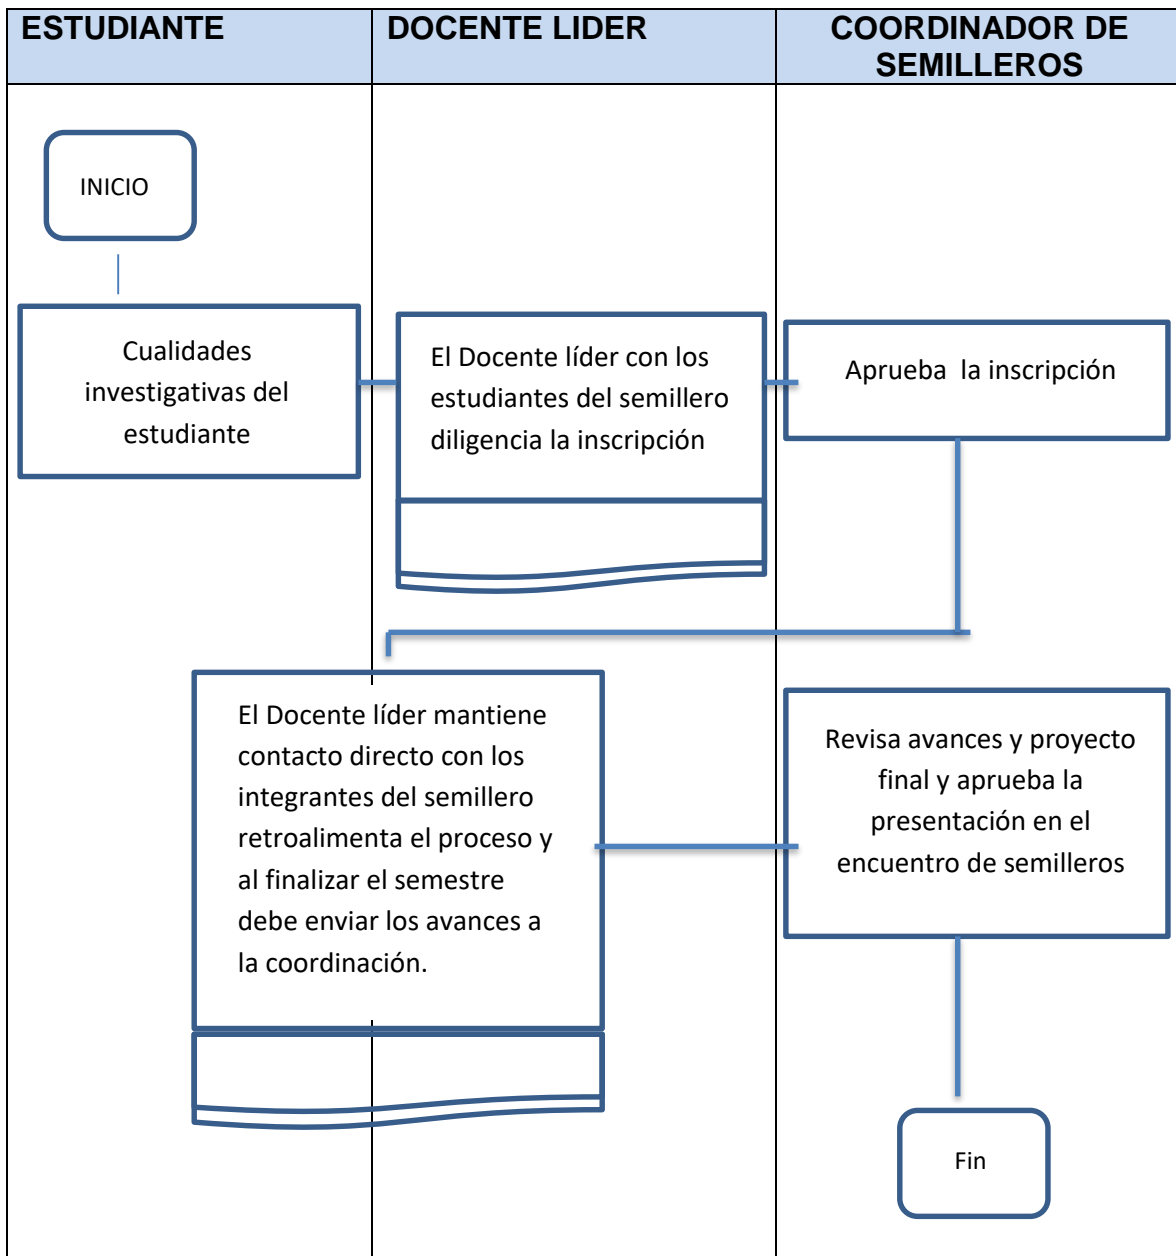 ESTUDIANTE
DOCENTE LIDER
COORDINADOR DE
SEMILLEROS
INICIO
Cualidades
investigativas del
estudiante
El Docente líder con los
estudiantes del semillero
diligencia la inscripción
Aprueba  la inscripción
El Docente líder mantiene
contacto directo con los
integrantes del semillero
retroalimenta el proceso y
al finalizar el semestre
debe enviar los avances a
la coordinación.
Revisa avances y proyecto
final y aprueba la
presentación en el
encuentro de semilleros
Fin